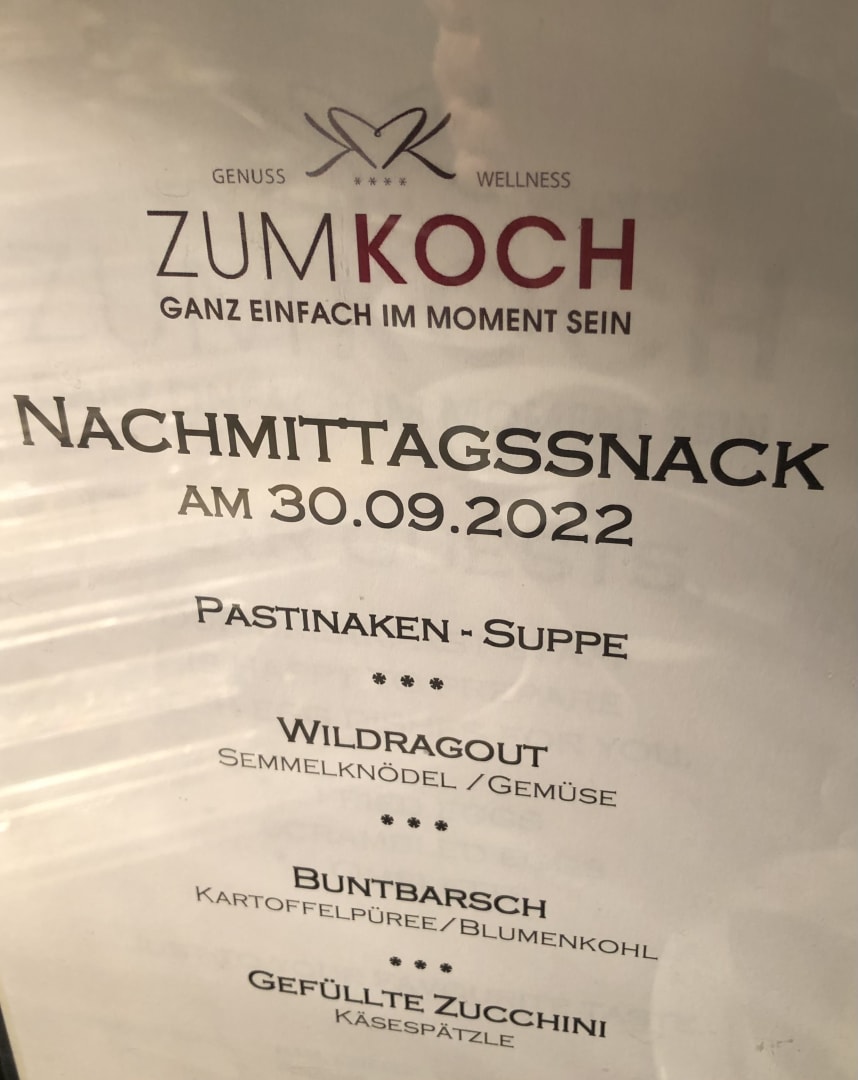 GENUSS WELLNESS
****
ZUMKOCH
GANZ EINFACH IM MOMENT SEIN
NACHMITTAGSSNACK
AM 30.09.2022
PASTINAKEN - SUPPE
***
WILDRAGOUT
SEMMELKNÖDEL /GEMÜSE
***
BUNTBARSCH
KARTOFFELPÜREE/BLUMENKOHL
***
GEFÜLLTE ZUCCHINI
KÄSESPÄTZLE